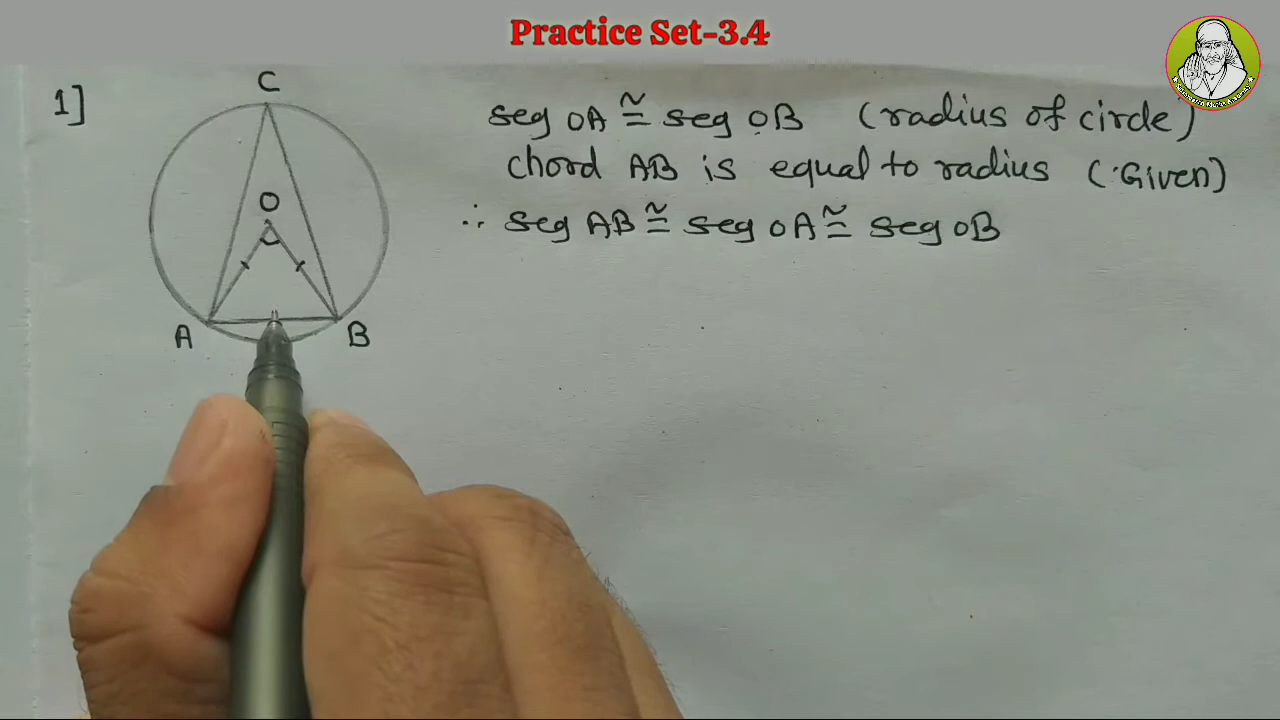 Practice Set-3.4
1]
C
O
A
B
seg OA ≅ seg OB (radius of circle)
chord AB is equal to radius (∵Given)
∴ seg AB ≅ seg OA ≅ seg OB